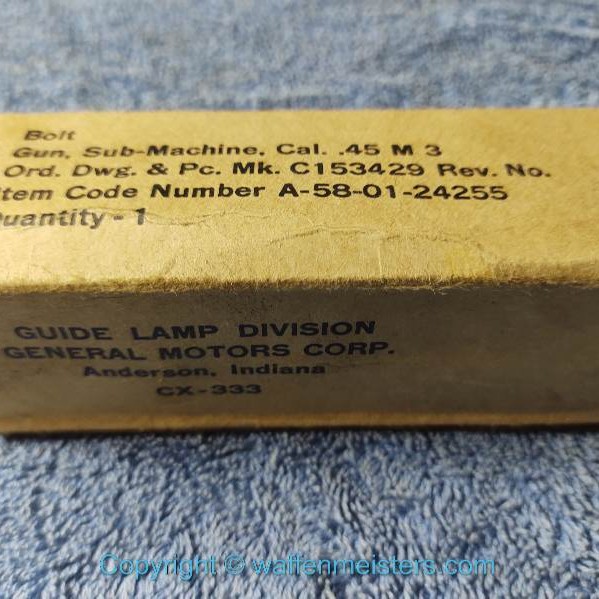 Bolt
Gun, Sub-Machine, Cal. .45 M 3
Ord. Dwg. & Pc. Mk. C153429 Rev. No.
Item Code Number A-58-01-24255
Quantity - 1
GUIDE LAMP DIVISION
GENERAL MOTORS CORP.
Anderson, Indiana
CX-333
Copyright © waffenmeisters.com